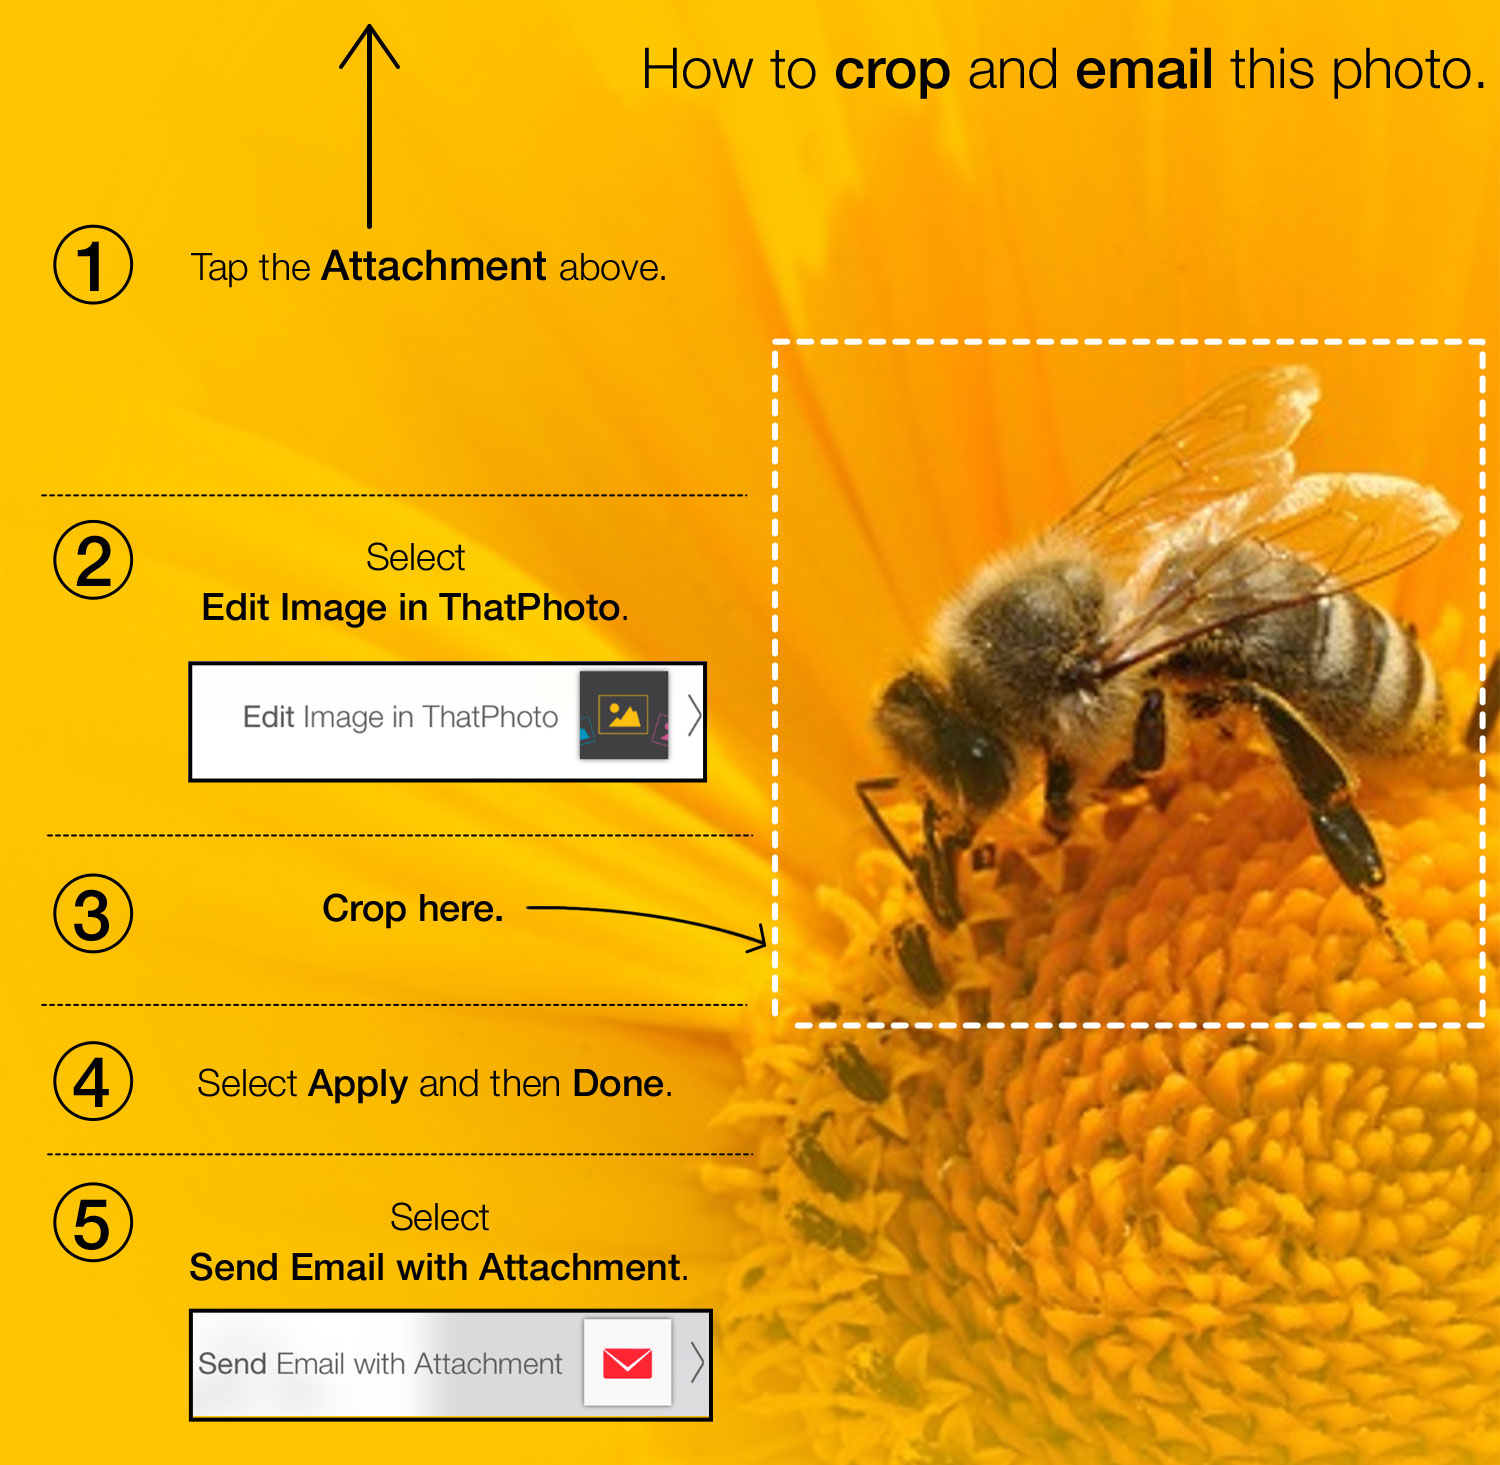 How to crop and email this photo.
1
Tap the Attachment above.
2
Select
Edit Image in ThatPhoto.
Edit Image in ThatPhoto
3
Crop here.
4
Select Apply and then Done.
5
Select
Send Email with Attachment.
Send Email with Attachment